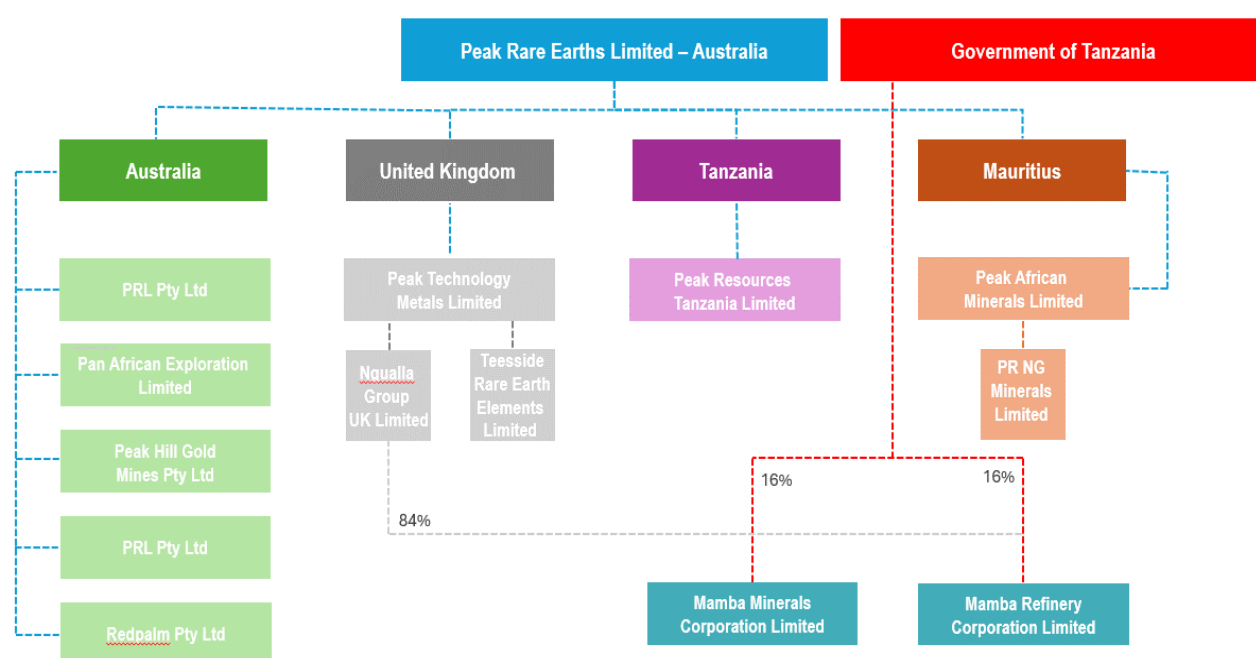 Peak Rare Earths Limited – Australia
Government of Tanzania
Australia
United Kingdom
Tanzania
Mauritius
PRL Pty Ltd
Peak Technology
Metals Limited
Peak Resources
Tanzania Limited
Peak African
Minerals Limited
Pan African Exploration
Limited
Nqualla
Group
UK Limited
Teesside
Rare Earth
Elements
Limited
PR NG
Minerals
Limited
Peak Hill Gold
Mines Pty Ltd
16%
16%
84%
PRL Pty Ltd
Redpalm Pty Ltd
Mamba Minerals
Corporation Limited
Mamba Refinery
Corporation Limited